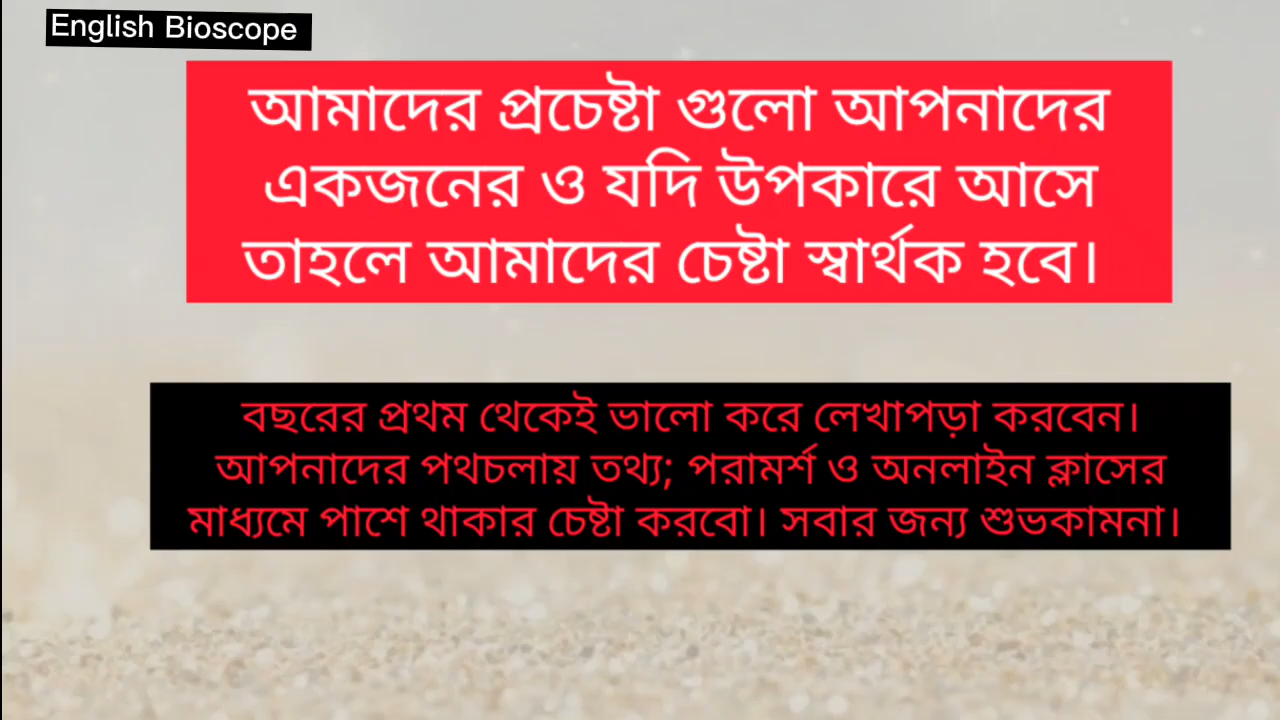 English Bioscope
আমাদের প্রচেষ্টা গুলো আপনাদের
একজনের ও যদি উপকারে আসে
তাহলে আমাদের চেষ্টা স্বার্থক হবে।
বছরের প্রথম থেকেই ভালো করে লেখাপড়া করবেন।
আপনাদের পথচলায় তথ্য; পরামর্শ ও অনলাইন ক্লাসের
মাধ্যমে পাশে থাকার চেষ্টা করবো। সবার জন্য শুভকামনা।